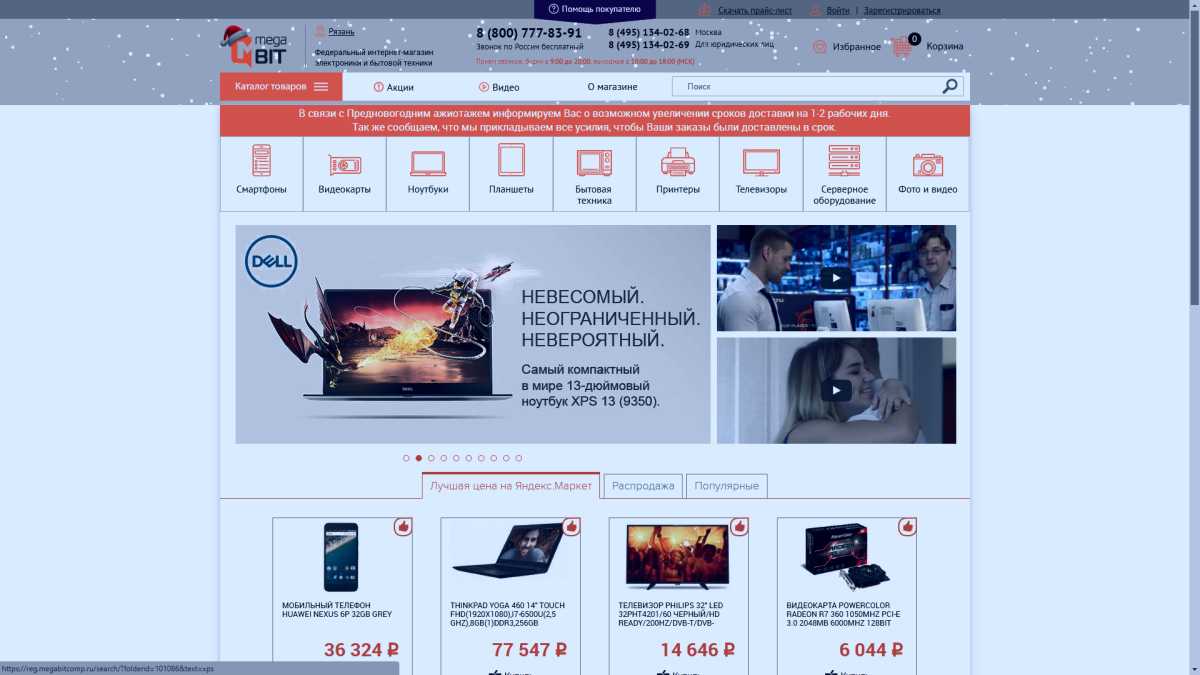 Помощь покупателю
Скачать прайс-лист
Войти | Зарегистрироваться
mega
BIT
Рязань
Федеральный интернет-магазин
электроники и бытовой техники
8 (800) 777-83-91
Звонок по России бесплатный
8 (495) 134-02-68 Москва
8 (495) 134-02-69 Для юридических лиц
с 9:00 до 20:00, выходные с 10:00 до 18:00 (МСК)
Избранное
0
Корзина
Каталог товаров
Акции
Видео
О магазине
Поиск
В связи с Предновогодним ажиотажем информируем Вас о возможном увеличении сроков доставки на 1-2 рабочих дня.
Так же сообщаем, что мы прикладываем все усилия, чтобы Ваши заказы были доставлены в срок.
Смартфоны
Видеокарты
Ноутбуки
Планшеты
Бытовая
техника
Принтеры
Телевизоры
Серверное
оборудование
Фото и видео
DELL
НЕВЕСОМЫЙ.
НЕОГРАНИЧЕННЫЙ.
НЕВЕРОЯТНЫЙ.
Самый компактный
в мире 13-дюймовый
ноутбук XPS 13 (9350).
Лучшая цена на Яндекс.Маркет
Распродажа
Популярные
МОБИЛЬНЫЙ ТЕЛЕФОН
HUAWEI NEXUS 6P 32GB GREY
36 324 ₽
THINKPAD YOGA 460 14" TOUCH
FHD(1920X1080),I7-6500U(2,5
GHZ),8GB(1)DDR3,256GB
77 547 ₽
Купить
ТЕЛЕВИЗОР PHILIPS 32" LED
32PHT4201/60 ЧЕРНЫЙ/HD
READY/200HZ/DVB-T/DVB-
14 646 ₽
Купить
ВИДЕОКАРТА POWERCOLOR
RADEON R7 360 1050MHZ PCI-E
3.0 2048MB 6000MHZ 128BIT
6 044 ₽
Купить
https://reg.megabitcomp.ru/search/?folderid=101086&text=xps